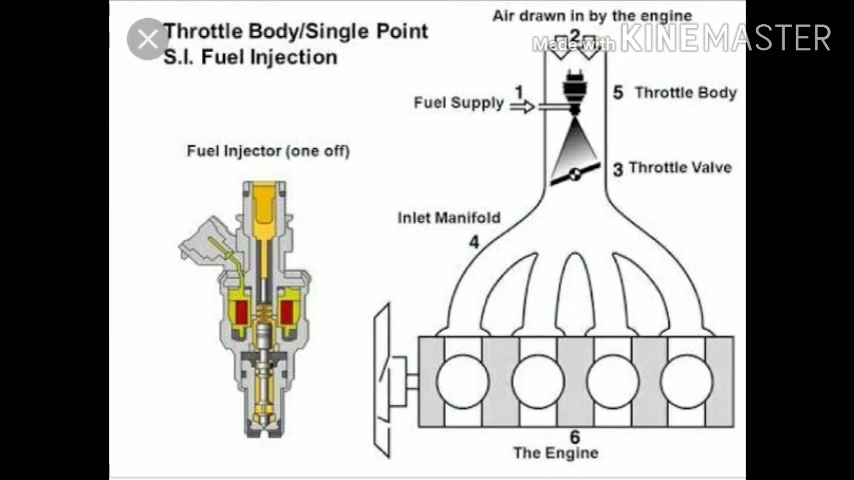 Throttle Body/Single Point
S.I. Fuel Injection
Air drawn in by the engine
2
Made with KINEMASTER
1
Fuel Supply
5 Throttle Body
Fuel Injector (one off)
3 Throttle Valve
Inlet Manifold
4
6
The Engine